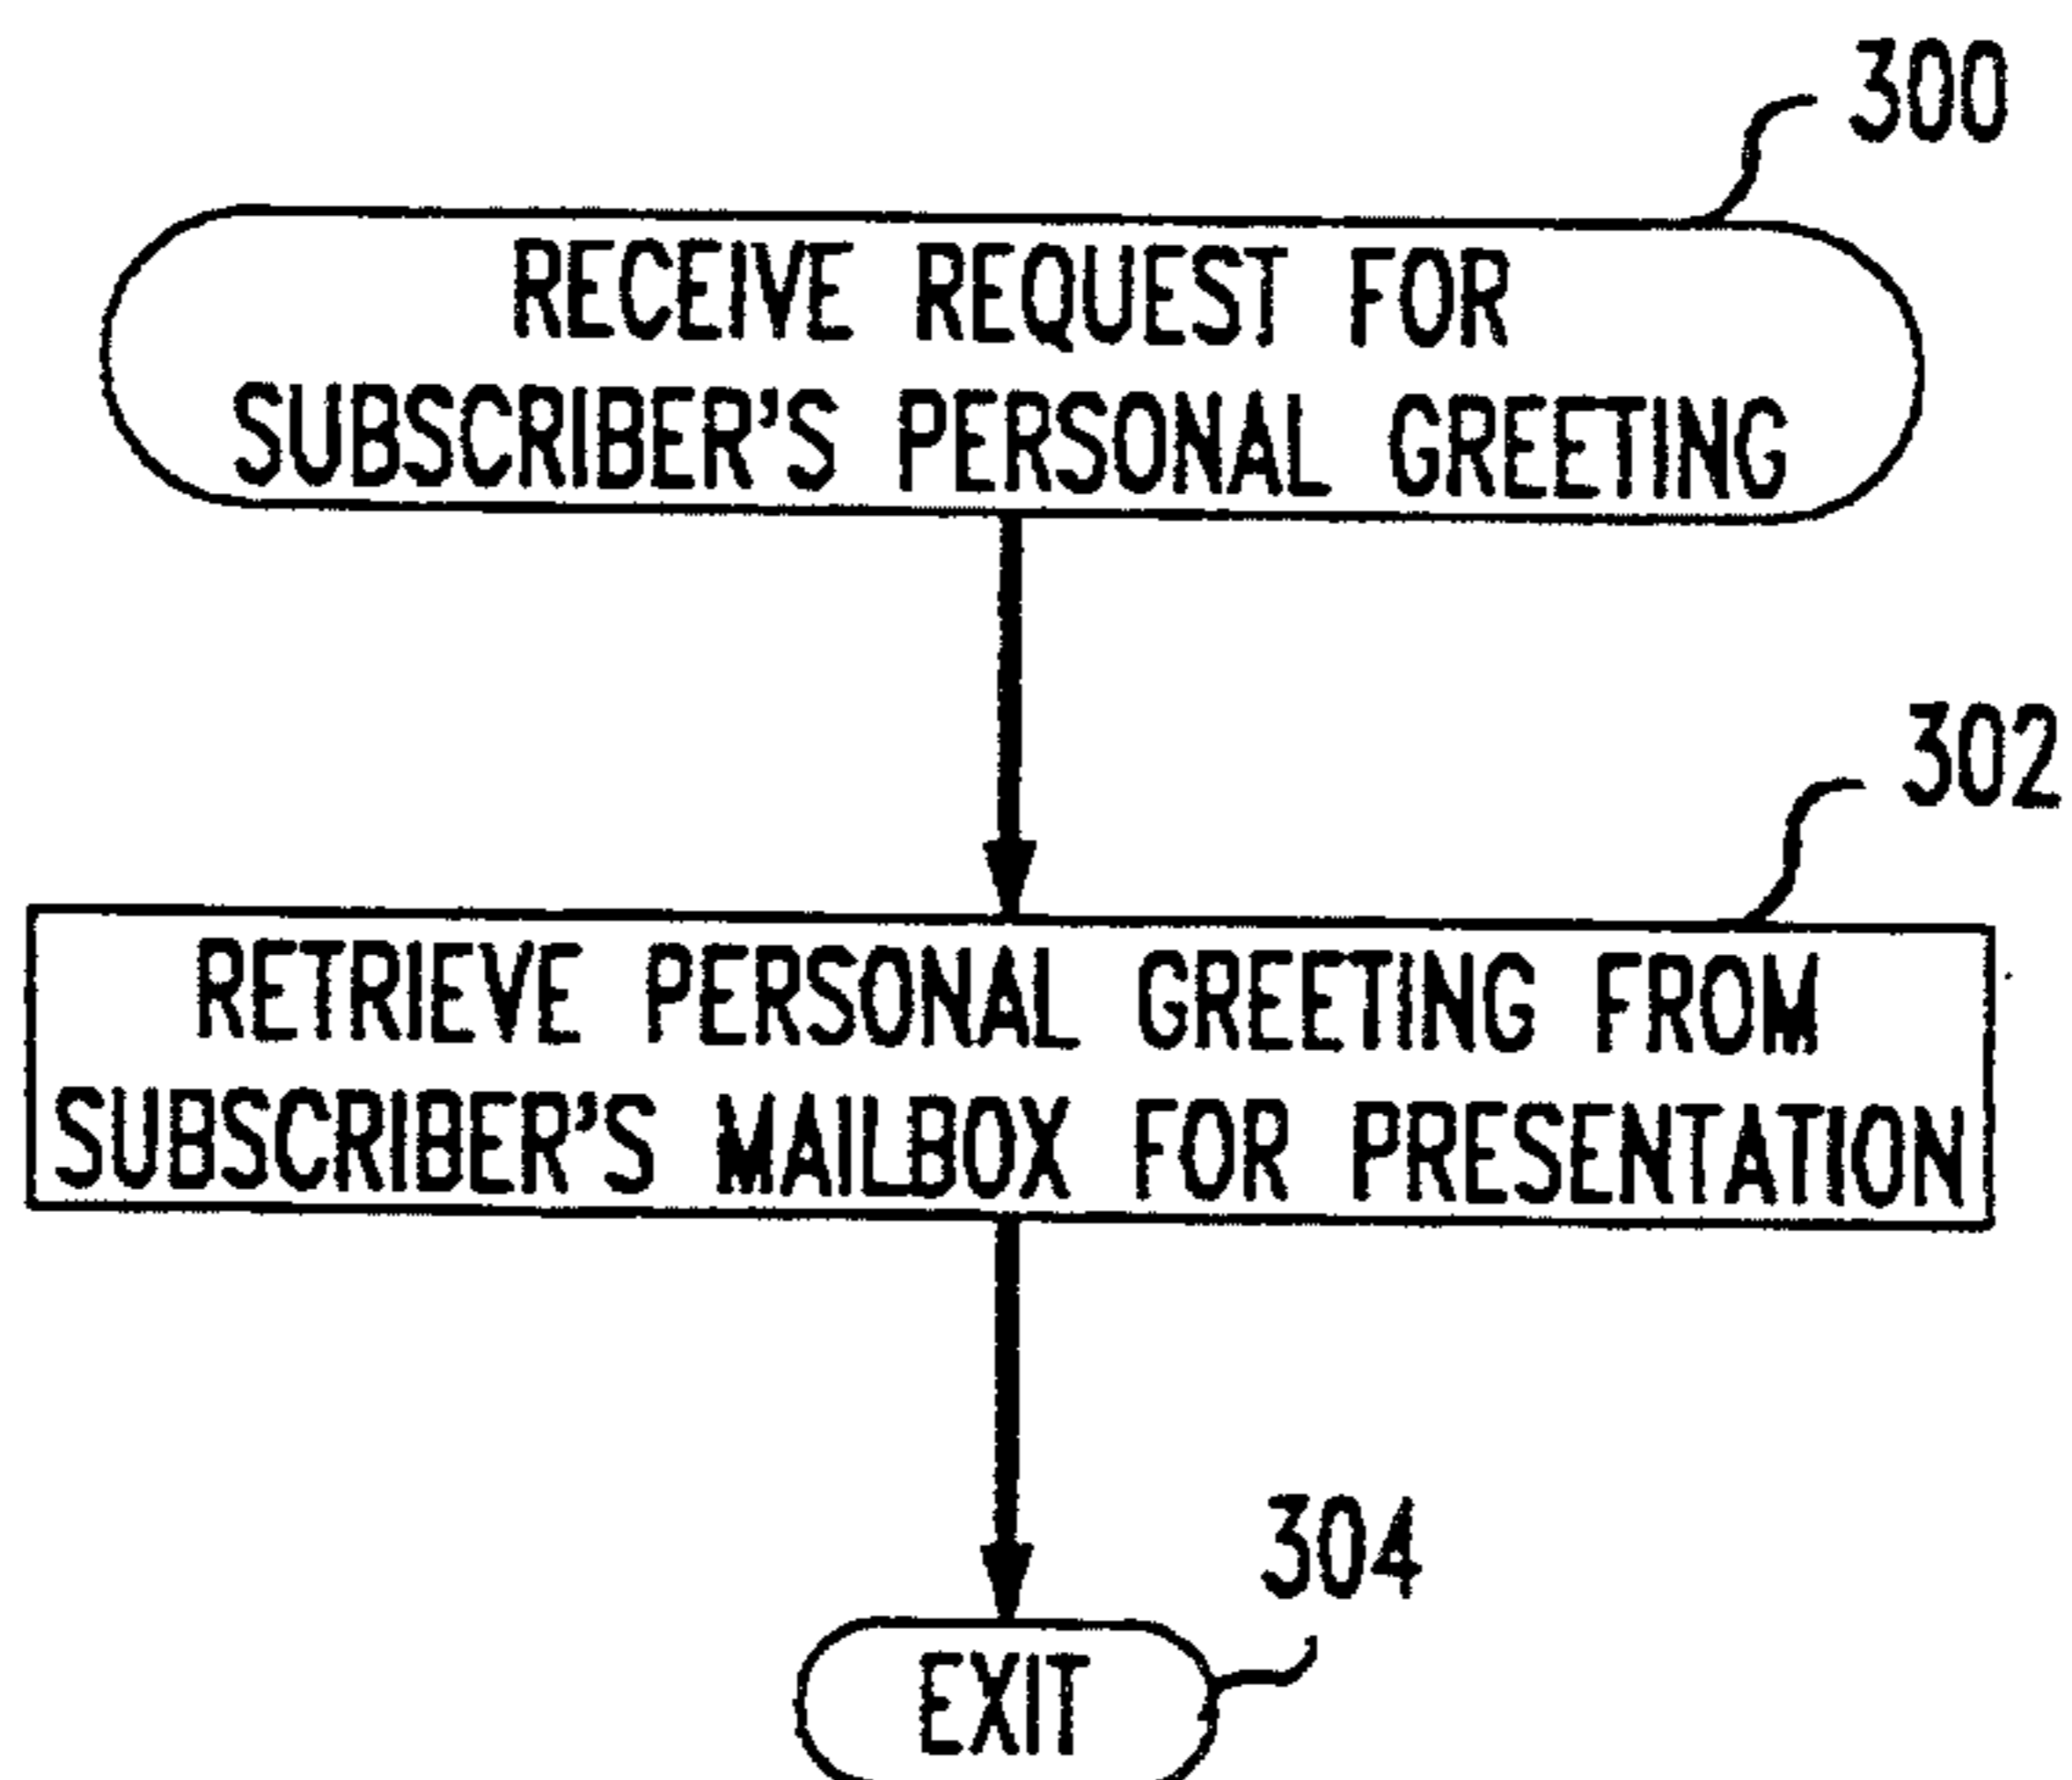 300
RECEIVE REQUEST FOR
SUBSCRIBER'S PERSONAL GREETING
302
RETRIEVE PERSONAL GREETING FROM
SUBSCRIBER'S MAILBOX FOR PRESENTATION
304
EXIT